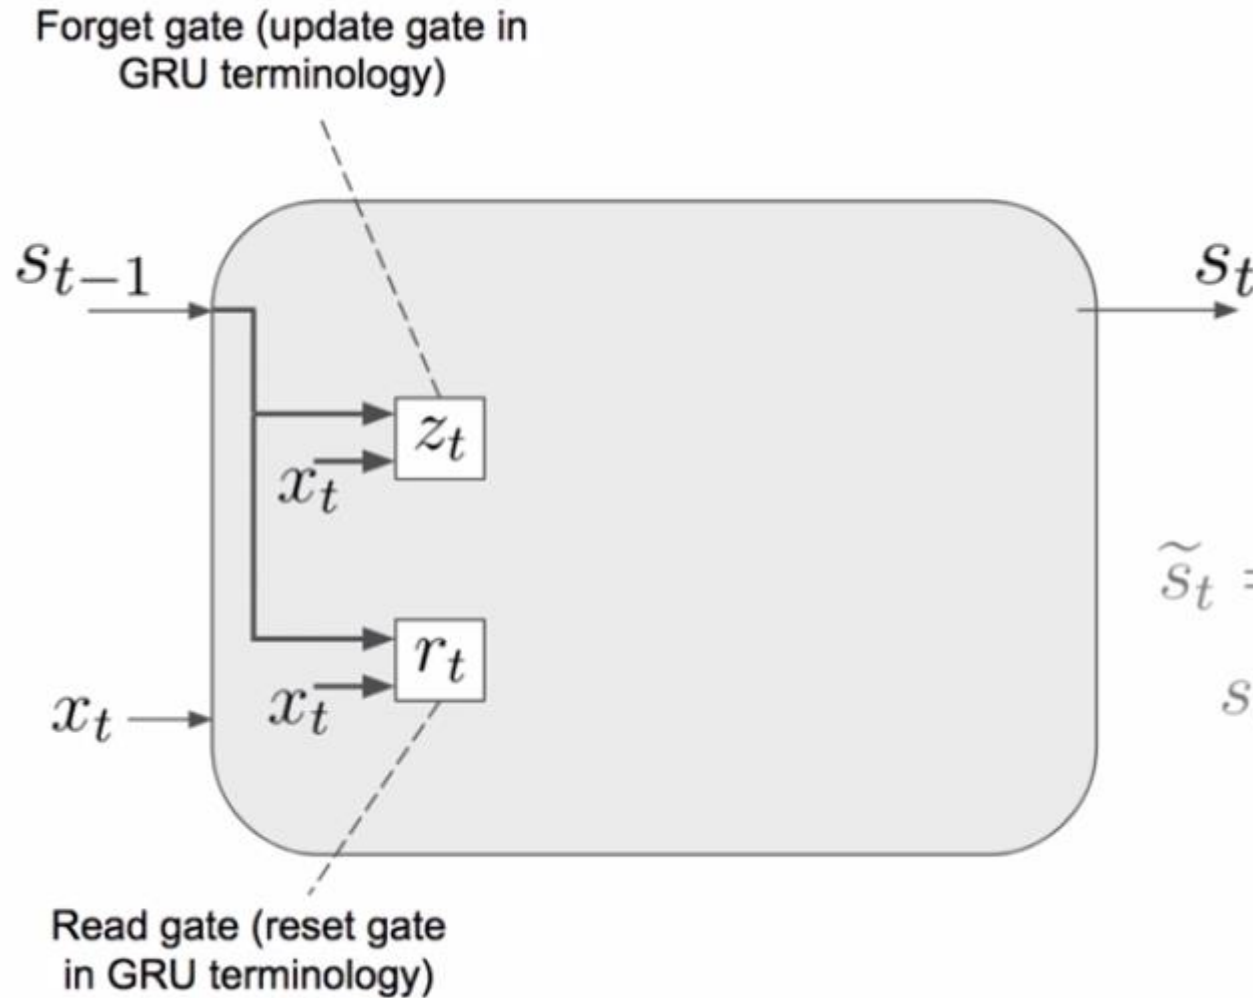 Forget gate (update gate in
GRU terminology)
s_{t-1}
s_t
z_t
x_t
s̃_t =
r_t
s
x_t
x_t
Read gate (reset gate
in GRU terminology)